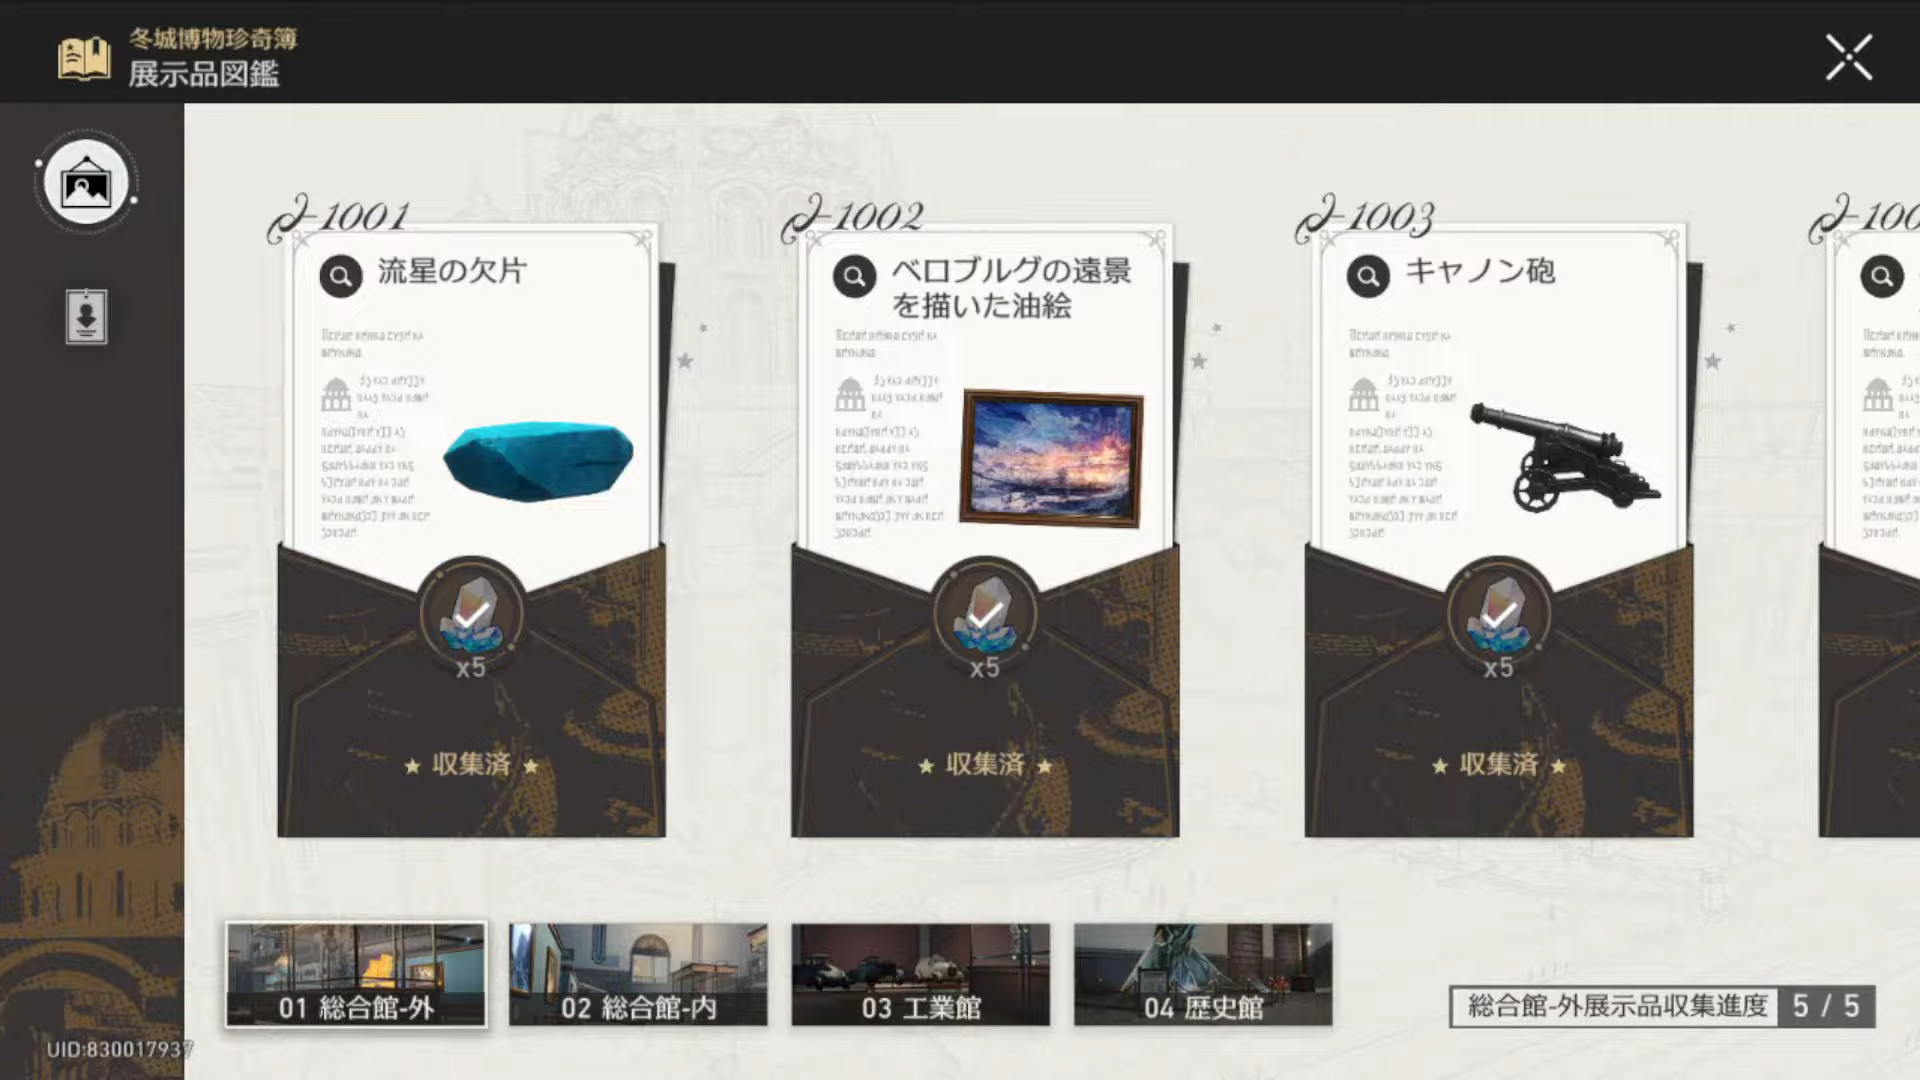 冬城博物珍奇簿
展示品図鑑
1001
流星の欠片
x5
収集済
1002
ベロブルグの遠景
を描いた油絵
x5
収集済
1003
キャノン砲
x5
収集済
100
01 総合館-外
02 総合館-内
03 工業館
04 歴史館
総合館-外展示品収集進度 5 / 5
UID:830017937